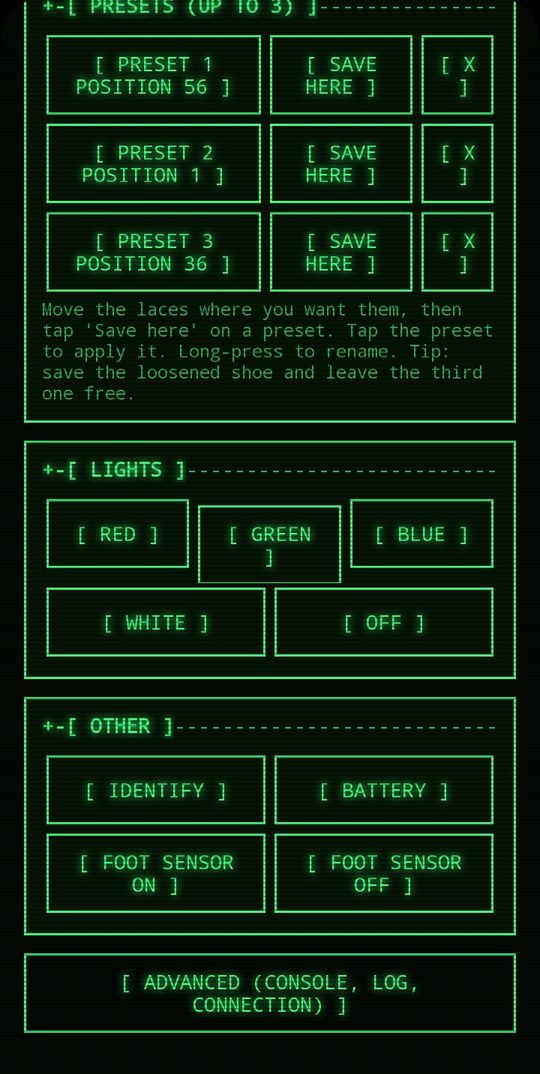 +-[ PRESETS (UP TO 3) ]---------------
[ PRESET 1
POSITION 56 ]
[ SAVE
HERE ]
[ X
]
[ PRESET 2
POSITION 1 ]
[ SAVE
HERE ]
[ X
]
[ PRESET 3
POSITION 36 ]
[ SAVE
HERE ]
[ X
]
Move the laces where you want them, then
tap 'Save here' on a preset. Tap the preset
to apply it. Long-press to rename. Tip:
save the loosened shoe and leave the third
one free.
+-[ LIGHTS ]--------------------------
[ RED ]
[ GREEN
]
[ BLUE ]
[ WHITE ]
[ OFF ]
+-[ OTHER ]---------------------------
[ IDENTIFY ]
[ BATTERY ]
[ FOOT SENSOR
ON ]
[ FOOT SENSOR
OFF ]
[ ADVANCED (CONSOLE, LOG,
CONNECTION) ]